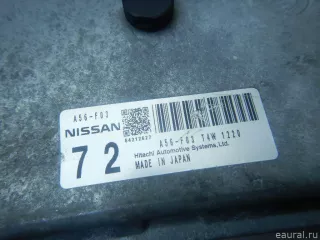 A56-F03
NISSAN
72
A56-F03 T4W 1220
Hitachi Automotive Systems,Ltd.
MADE IN JAPAN
eaural.ru